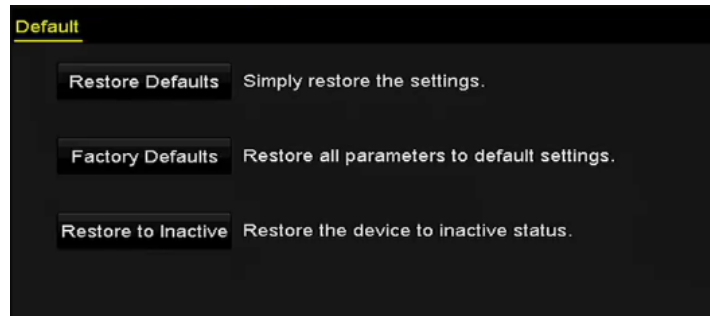 Default
Restore Defaults Simply restore the settings.
Factory Defaults Restore all parameters to default settings.
Restore to Inactive Restore the device to inactive status.